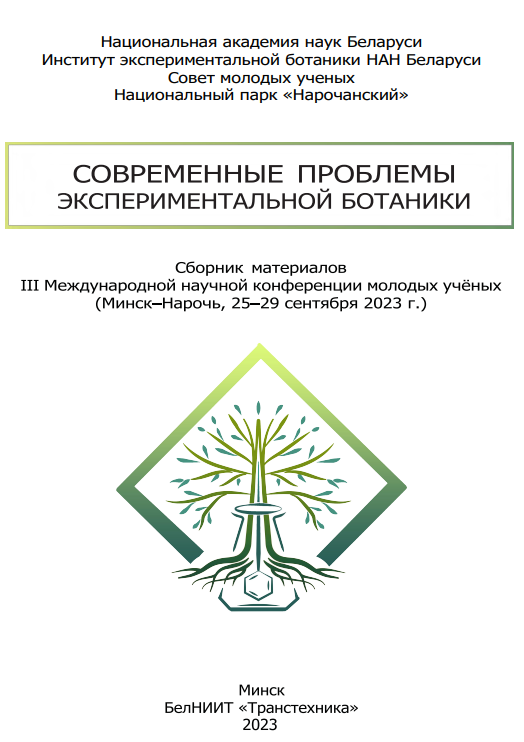 Национальная академия наук Беларуси
Институт экспериментальной ботаники НАН Беларуси
Совет молодых ученых
Национальный парк «Нарочанский»
СОВРЕМЕННЫЕ ПРОБЛЕМЫ
ЭКСПЕРИМЕНТАЛЬНОЙ БОТАНИКИ
Сборник материалов
III Международной научной конференции молодых учёных
(Минск–Нарочь, 25–29 сентября 2023 г.)
Минск
БелНИИТ «Транстехника»
2023